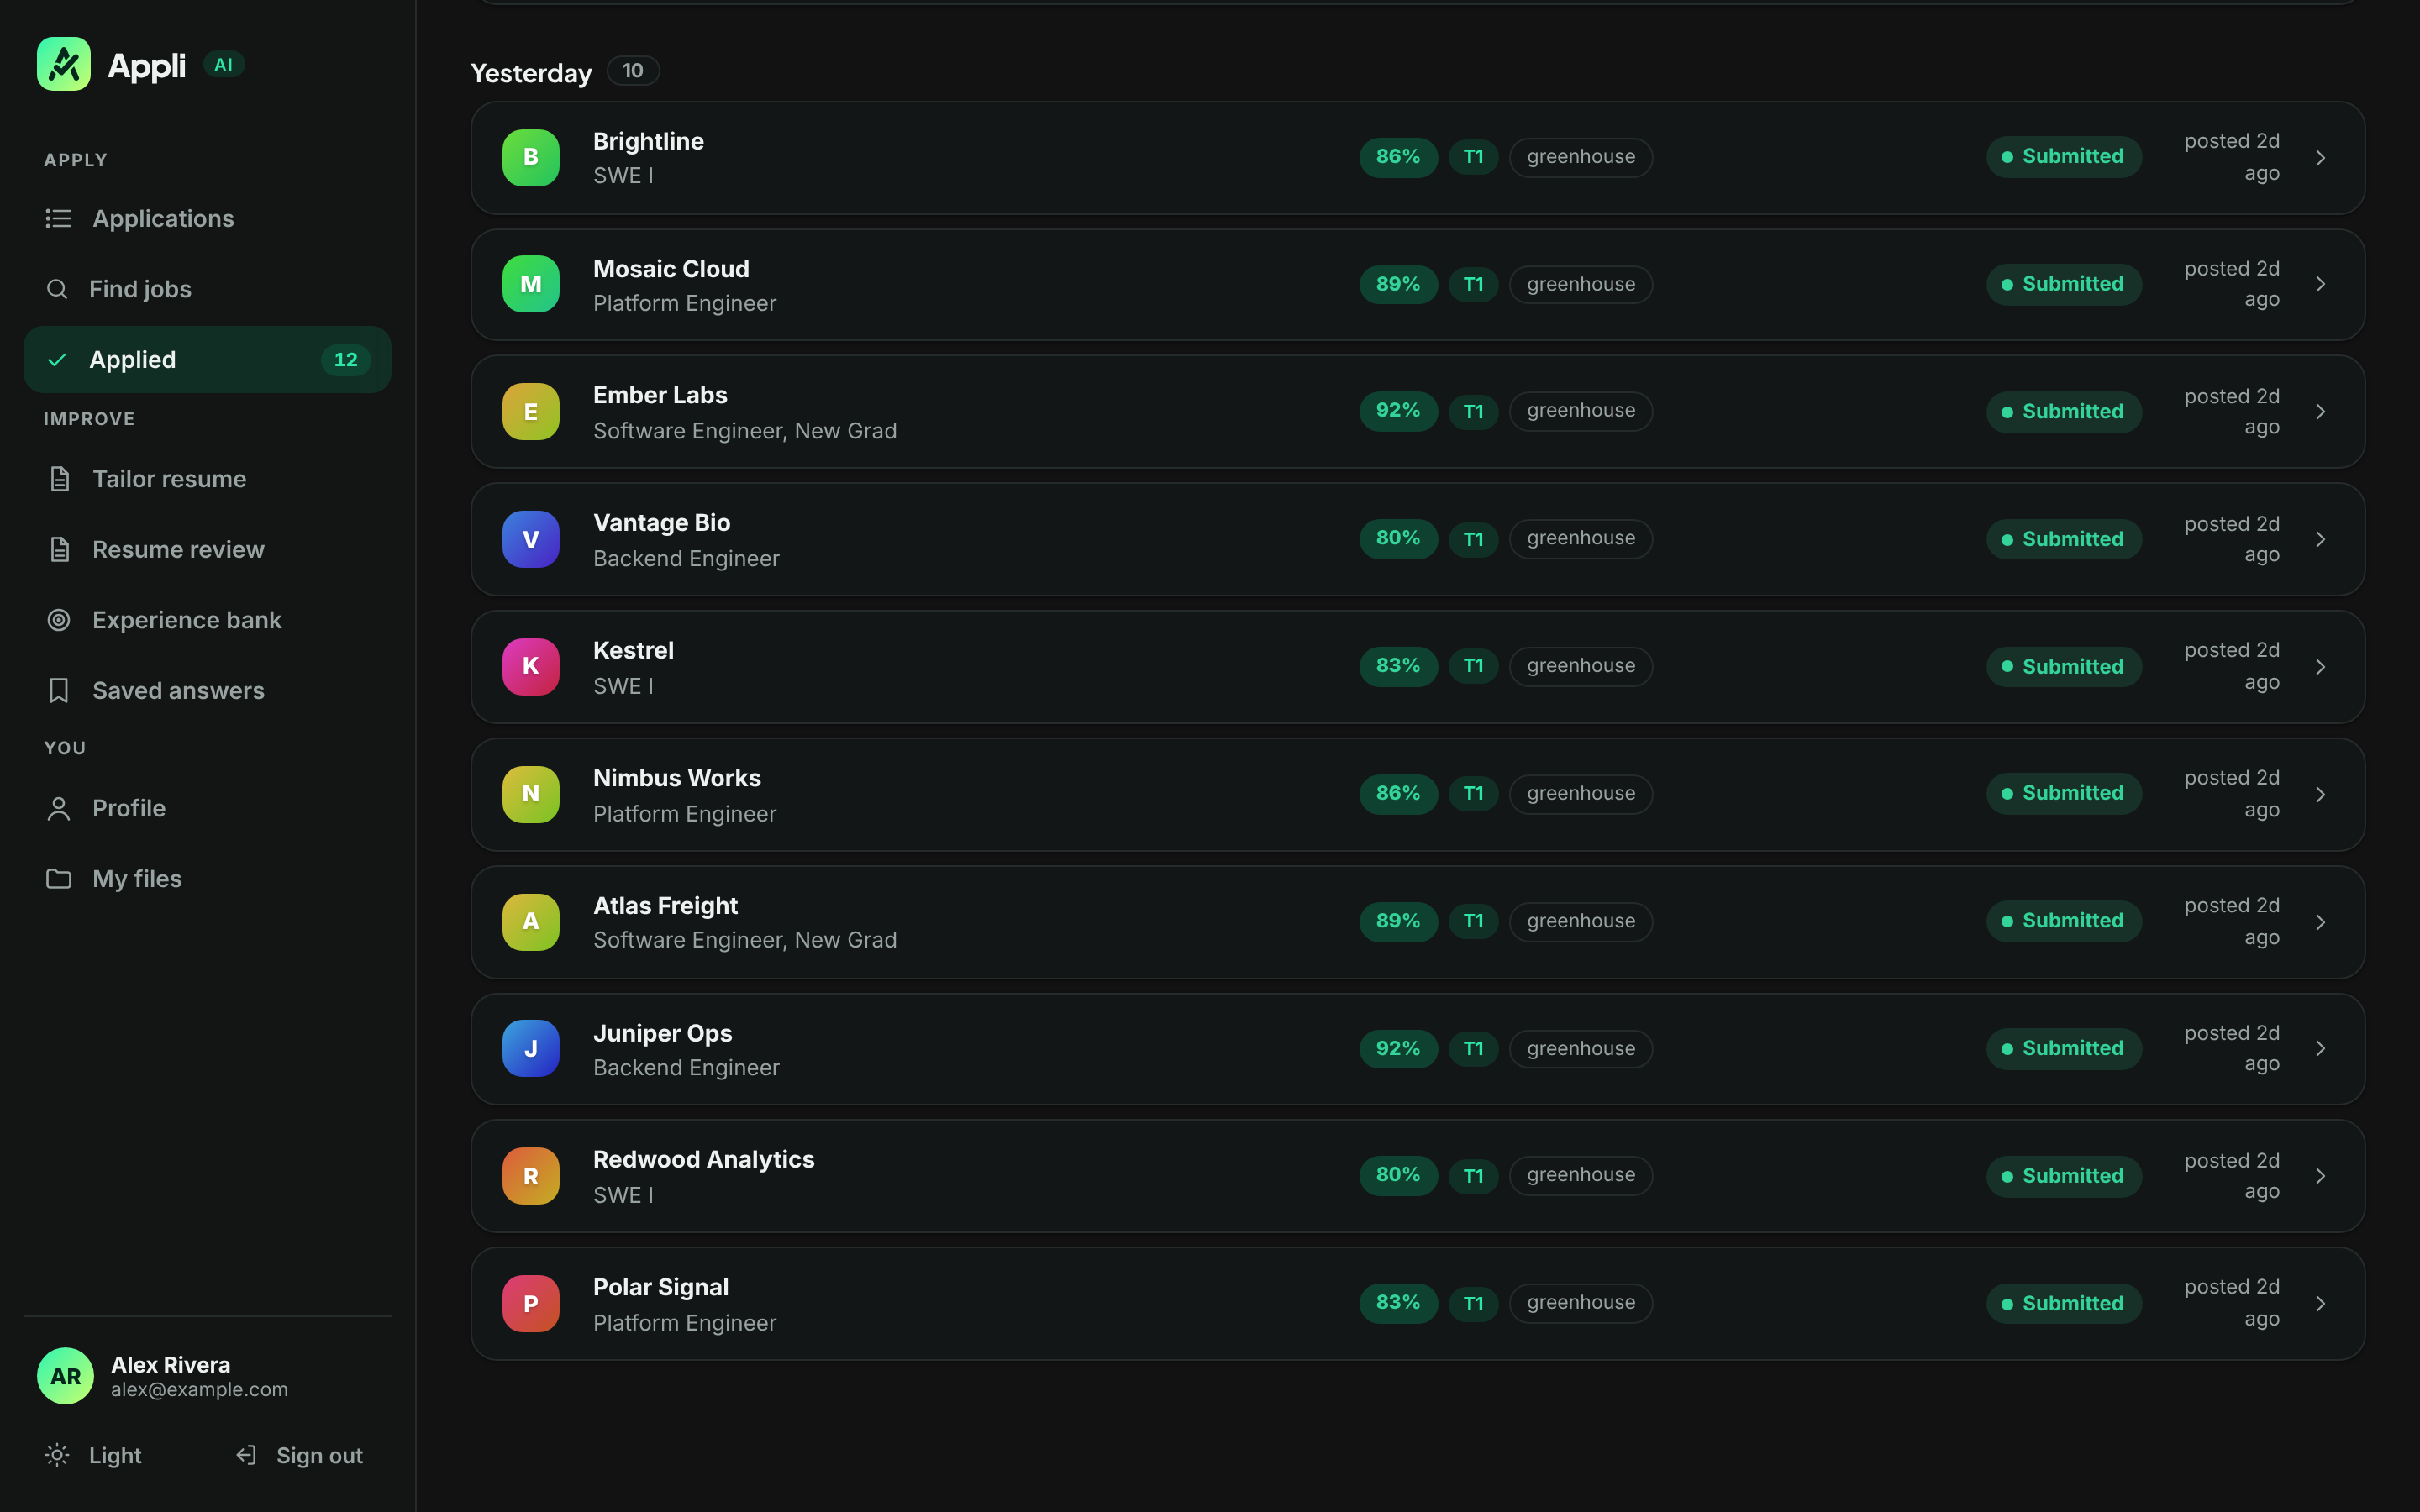 Appli AI
APPLY
Applications
Find jobs
Applied 12
IMPROVE
Tailor resume
Resume review
Experience bank
Saved answers
YOU
Profile
My files
AR
Alex Rivera
alex@example.com
Light
Sign out
Yesterday 10
B
Brightline
SWE I
86% T1 greenhouse
Submitted
posted 2d
ago
M
Mosaic Cloud
Platform Engineer
89% T1 greenhouse
Submitted
posted 2d
ago
E
Ember Labs
Software Engineer, New Grad
92% T1 greenhouse
Submitted
posted 2d
ago
V
Vantage Bio
Backend Engineer
80% T1 greenhouse
Submitted
posted 2d
ago
K
Kestrel
SWE I
83% T1 greenhouse
Submitted
posted 2d
ago
N
Nimbus Works
Platform Engineer
86% T1 greenhouse
Submitted
posted 2d
ago
A
Atlas Freight
Software Engineer, New Grad
89% T1 greenhouse
Submitted
posted 2d
ago
J
Juniper Ops
Backend Engineer
92% T1 greenhouse
Submitted
posted 2d
ago
R
Redwood Analytics
SWE I
80% T1 greenhouse
Submitted
posted 2d
ago
P
Polar Signal
Platform Engineer
83% T1 greenhouse
Submitted
posted 2d
ago